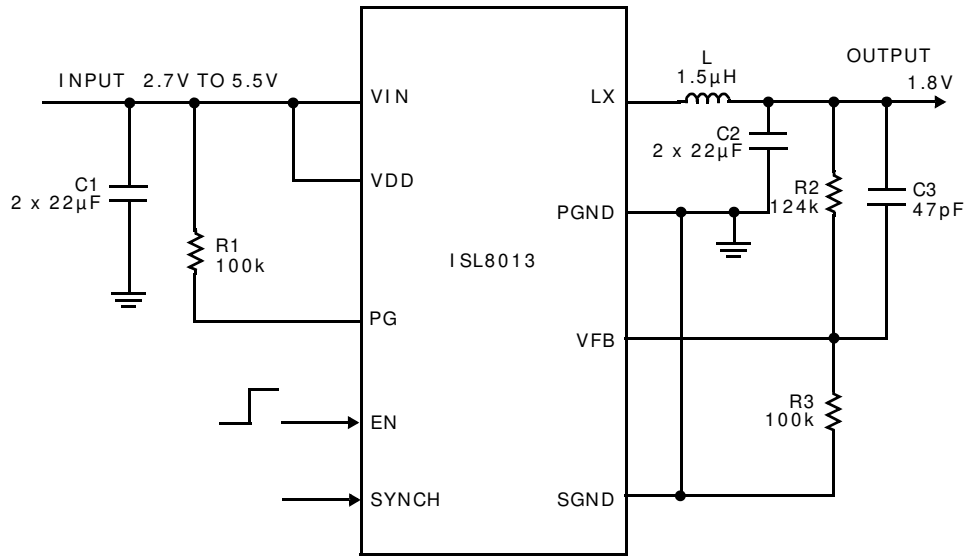 INPUT 2.7V TO 5.5V
C1
2 x 22µF
R1
100k
VIN
VDD
PG
EN
SYNCH
ISL8013
LX
PGND
VFB
SGND
L
1.5µH
OUTPUT
1.8V
C2
2 x 22µF
R2
124k
C3
47pF
R3
100k